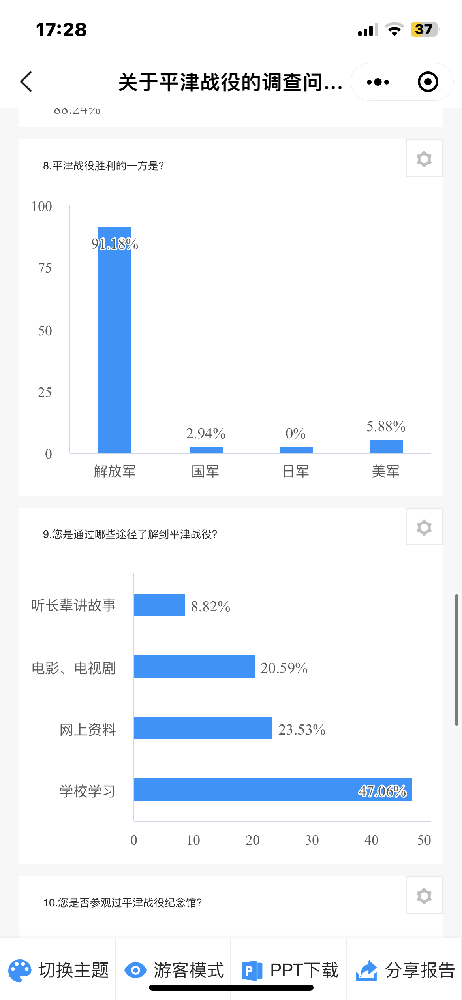 17:28
37
关于平津战役的调查问...
88.24%
8.平津战役胜利的一方是?
100
75
50
25
0
91.18%
2.94%
0%
5.88%
解放军
国军
日军
美军
9.您是通过哪些途径了解到平津战役?
听长辈讲故事
8.82%
电影、电视剧
20.59%
网上资料
23.53%
学校学习
47.06%
0 10 20 30 40 50
10.您是否参观过平津战役纪念馆?
切换主题
游客模式
P PPT下载
分享报告